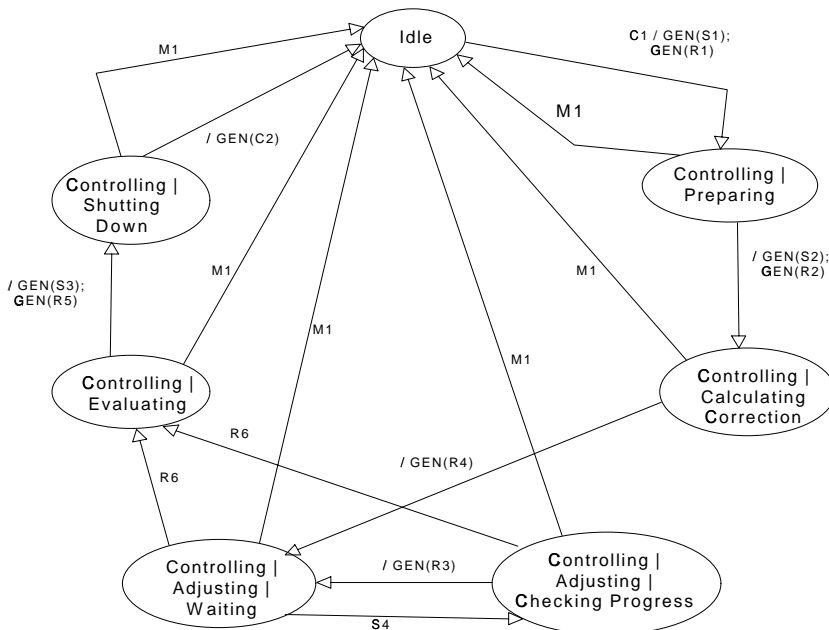 Idle
C1 / GEN(S1);
GEN(R1)
M1
M1
/ GEN(C2)
Controlling |
Shutting
Down
Controlling |
Preparing
/ GEN(S3);
GEN(R5)
M1
M1
M1
M1
/ GEN(S2);
GEN(R2)
Controlling |
Evaluating
Controlling |
Calculating
Correction
R6
R6
/ GEN(R4)
Controlling |
Adjusting |
Waiting
/ GEN(R3)
S4
Controlling |
Adjusting |
Checking Progress